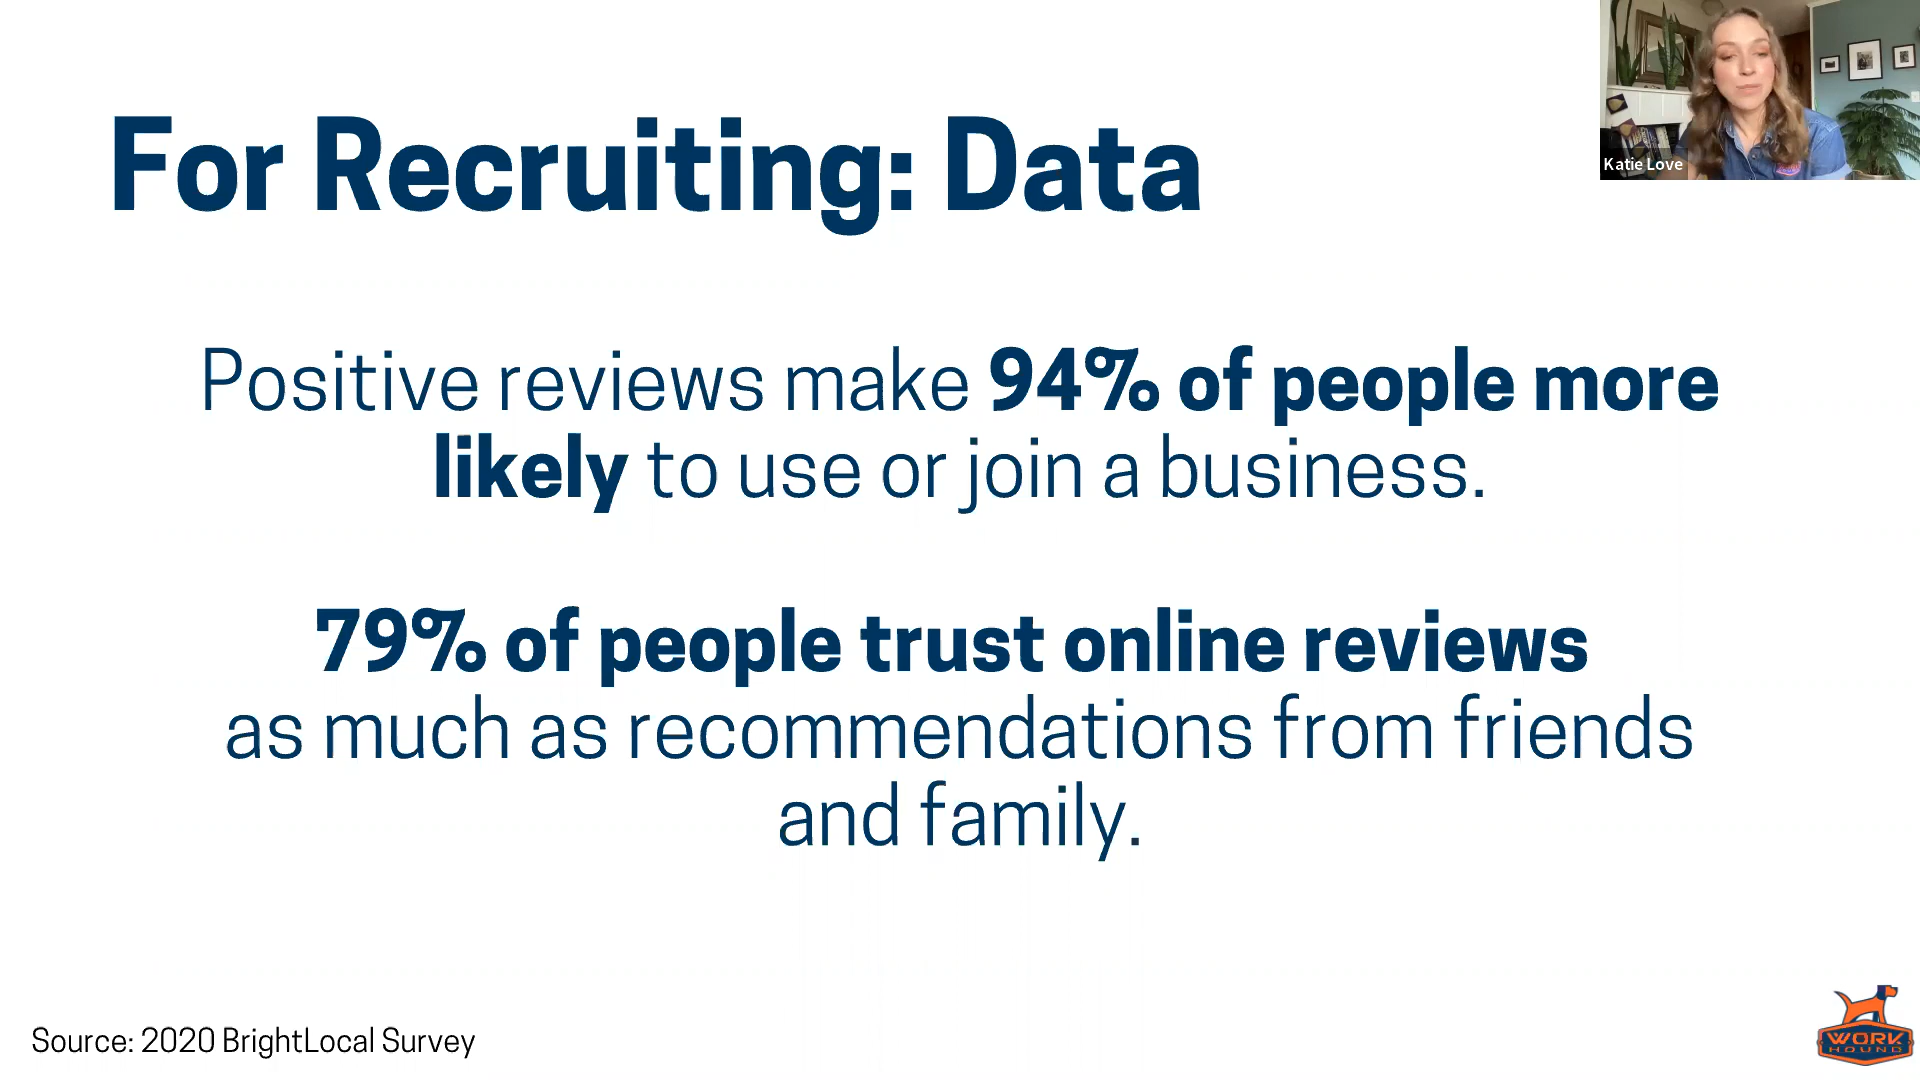 For Recruiting: Data
Katie Love
Positive reviews make 94% of people more
likely to use or join a business.
79% of people trust online reviews
as much as recommendations from friends
and family.
Source: 2020 BrightLocal Survey
WORK
HOUND